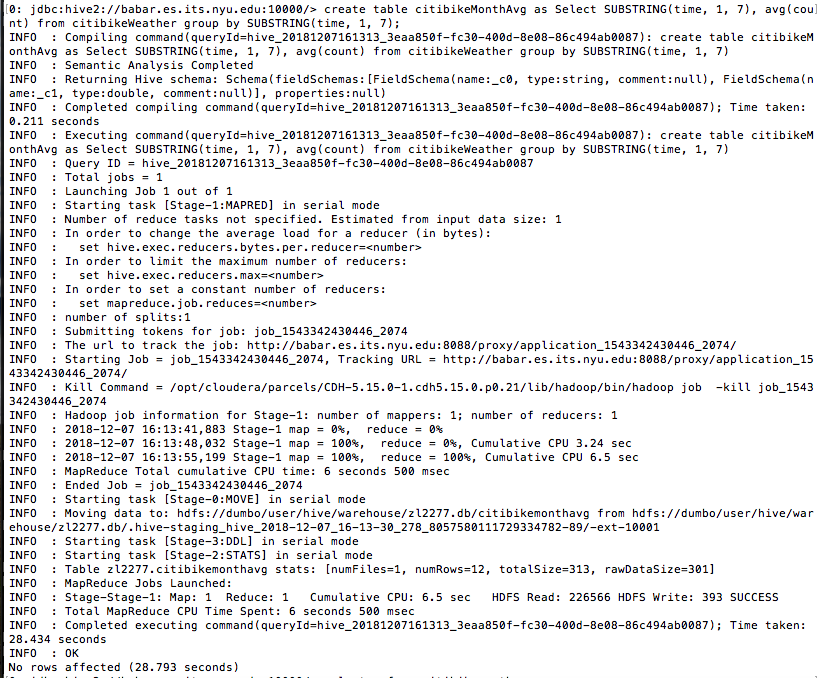 [0: jdbc:hive2://babar.es.its.nyu.edu:10000/> create table citibikeMonthAvg as Select SUBSTRING(time, 1, 7), avg(cou]
nt) from citibikeWeather group by SUBSTRING(time, 1, 7);
INFO  : Compiling command(queryId=hive_20181207161313_3eaa850f-fc30-400d-8e08-86c494ab0087): create table citibikeM
onthAvg as Select SUBSTRING(time, 1, 7), avg(count) from citibikeWeather group by SUBSTRING(time, 1, 7)
INFO  : Semantic Analysis Completed
INFO  : Returning Hive schema: Schema(fieldSchemas:[FieldSchema(name:_c0, type:string, comment:null), FieldSchema(n
ame:_c1, type:double, comment:null)], properties:null)
INFO  : Completed compiling command(queryId=hive_20181207161313_3eaa850f-fc30-400d-8e08-86c494ab0087); Time taken:
0.211 seconds
INFO  : Executing command(queryId=hive_20181207161313_3eaa850f-fc30-400d-8e08-86c494ab0087): create table citibikeM
onthAvg as Select SUBSTRING(time, 1, 7), avg(count) from citibikeWeather group by SUBSTRING(time, 1, 7)
INFO  : Query ID = hive_20181207161313_3eaa850f-fc30-400d-8e08-86c494ab0087
INFO  : Total jobs = 1
INFO  : Launching Job 1 out of 1
INFO  : Starting task [Stage-1:MAPRED] in serial mode
INFO  : Number of reduce tasks not specified. Estimated from input data size: 1
INFO  : In order to change the average load for a reducer (in bytes):
INFO  :   set hive.exec.reducers.bytes.per.reducer=<number>
INFO  : In order to limit the maximum number of reducers:
INFO  :   set hive.exec.reducers.max=<number>
INFO  : In order to set a constant number of reducers:
INFO  :   set mapreduce.job.reduces=<number>
INFO  : number of splits:1
INFO  : Submitting tokens for job: job_1543342430446_2074
INFO  : The url to track the job: http://babar.es.its.nyu.edu:8088/proxy/application_1543342430446_2074/
INFO  : Starting Job = job_1543342430446_2074, Tracking URL = http://babar.es.its.nyu.edu:8088/proxy/application_15
43342430446_2074/
INFO  : Kill Command = /opt/cloudera/parcels/CDH-5.15.0-1.cdh5.15.0.p0.21/lib/hadoop/bin/hadoop job  -kill job_1543
342430446_2074
INFO  : Hadoop job information for Stage-1: number of mappers: 1; number of reducers: 1
INFO  : 2018-12-07 16:13:41,883 Stage-1 map = 0%,  reduce = 0%
INFO  : 2018-12-07 16:13:48,032 Stage-1 map = 100%,  reduce = 0%, Cumulative CPU 3.24 sec
INFO  : 2018-12-07 16:13:55,199 Stage-1 map = 100%,  reduce = 100%, Cumulative CPU 6.5 sec
INFO  : MapReduce Total cumulative CPU time: 6 seconds 500 msec
INFO  : Ended Job = job_1543342430446_2074
INFO  : Starting task [Stage-0:MOVE] in serial mode
INFO  : Moving data to: hdfs://dumbo/user/hive/warehouse/zl2277.db/citibikemonthavg from hdfs://dumbo/user/hive/war
ehouse/zl2277.db/.hive-staging_hive_2018-12-07_16-13-30_278_8057580111729334782-89/-ext-10001
INFO  : Starting task [Stage-3:DDL] in serial mode
INFO  : Starting task [Stage-2:STATS] in serial mode
INFO  : Table zl2277.citibikemonthavg stats: [numFiles=1, numRows=12, totalSize=313, rawDataSize=301]
INFO  : MapReduce Jobs Launched:
INFO  : Stage-Stage-1: Map: 1  Reduce: 1   Cumulative CPU: 6.5 sec   HDFS Read: 226566 HDFS Write: 393 SUCCESS
INFO  : Total MapReduce CPU Time Spent: 6 seconds 500 msec
INFO  : Completed executing command(queryId=hive_20181207161313_3eaa850f-fc30-400d-8e08-86c494ab0087); Time taken:
28.434 seconds
INFO  : OK
No rows affected (28.793 seconds)